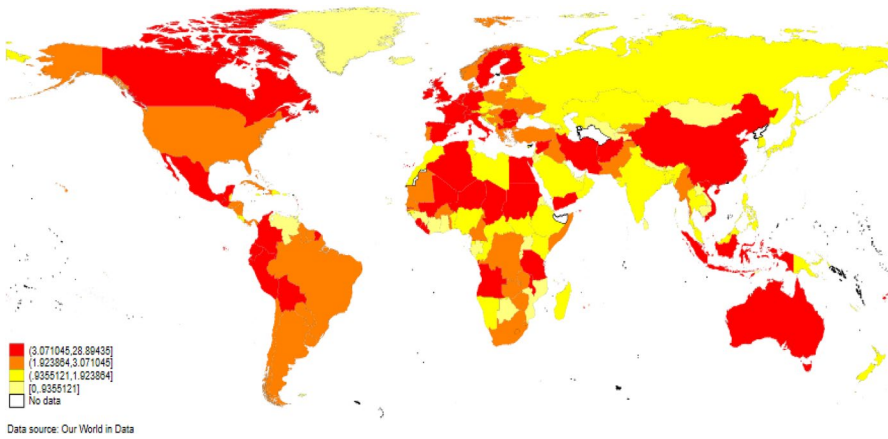 (3.071045,28.89435]
(1.923864,3.071045]
(.9355121,1.923864]
[0,.9355121]
No data
Data source: Our World in Data